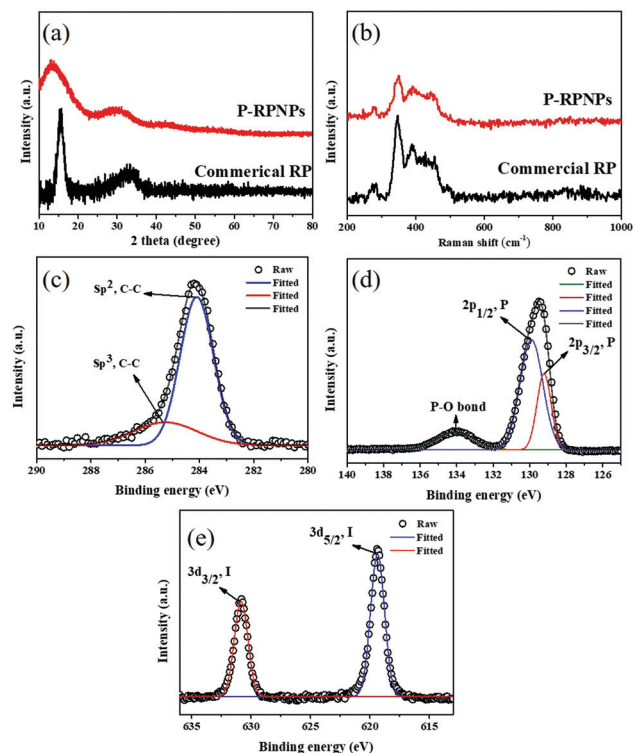 (a)
P-RPNPs
Commerical RP
Intensity (a.u.)
10 20 30 40 50 60 70 80
2 theta (degree)
(b)
P-RPNPs
Commercial RP
Intensity (a.u.)
200 400 600 800 1000
Raman shift (cm-1)
(c)
Raw
Fitted
Fitted
Fitted
Sp2, C-C
Sp3, C-C
Intensity (a.u.)
290 288 286 284 282 280
Binding energy (eV)
(d)
Raw
Fitted
Fitted
Fitted
Fitted
2p1/2, P
2p3/2, P
P-O bond
Intensity (a.u.)
140 138 136 134 132 130 128 126
Binding energy (eV)
(e)
Raw
Fitted
Fitted
3d5/2, I
3d3/2, I
Intensity (a.u.)
635 630 625 620 615
Binding energy (eV)